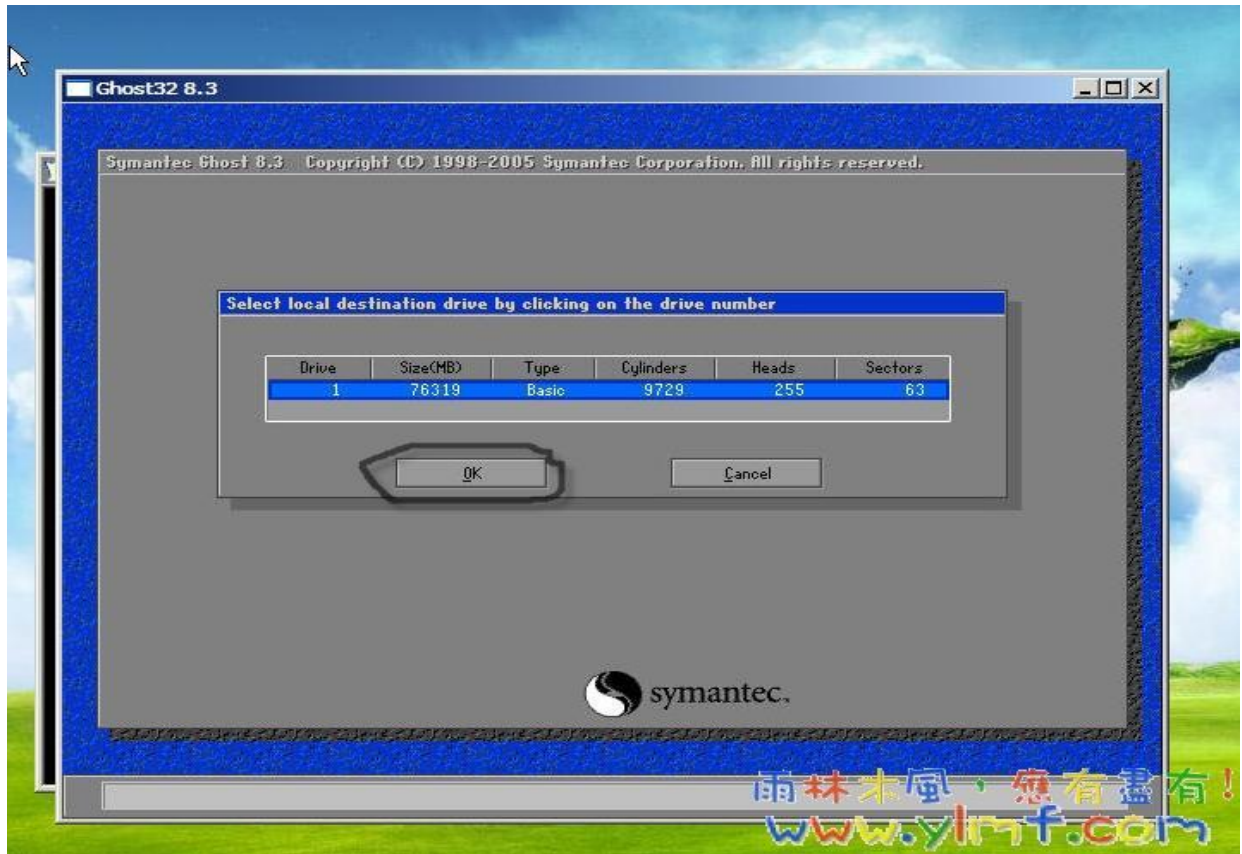 Ghost32 8.3
Symantec Ghost 8.3 Copyright (C) 1998-2005 Symantec Corporation. All rights reserved.
Select local destination drive by clicking on the drive number
Drive Size(MB) Type Cylinders Heads Sectors
1 76319 Basic 9729 255 63
OK Cancel
symantec.
雨林木風，應有盡有!
www.ylmf.com